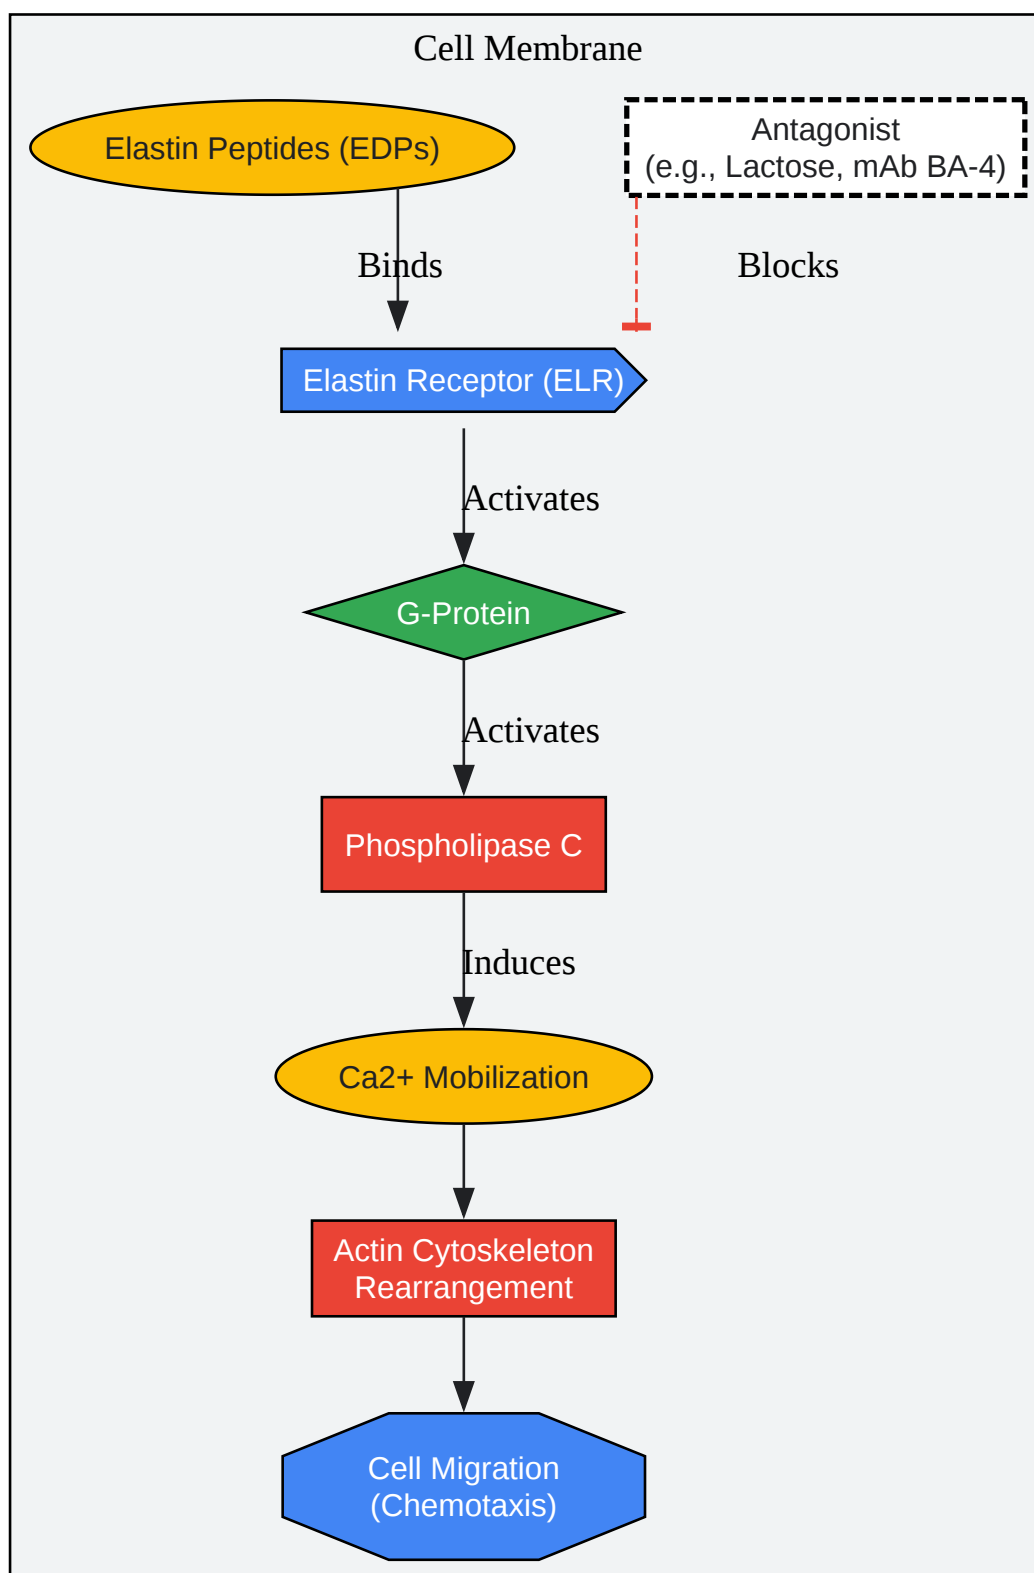 Cell Membrane
Elastin Peptides (EDPs)
Antagonist
(e.g., Lactose, mAb BA-4)
Binds
Blocks
Elastin Receptor (ELR)
Activates
G-Protein
Activates
Phospholipase C
Induces
Ca2+ Mobilization
Actin Cytoskeleton
Rearrangement
Cell Migration
(Chemotaxis)